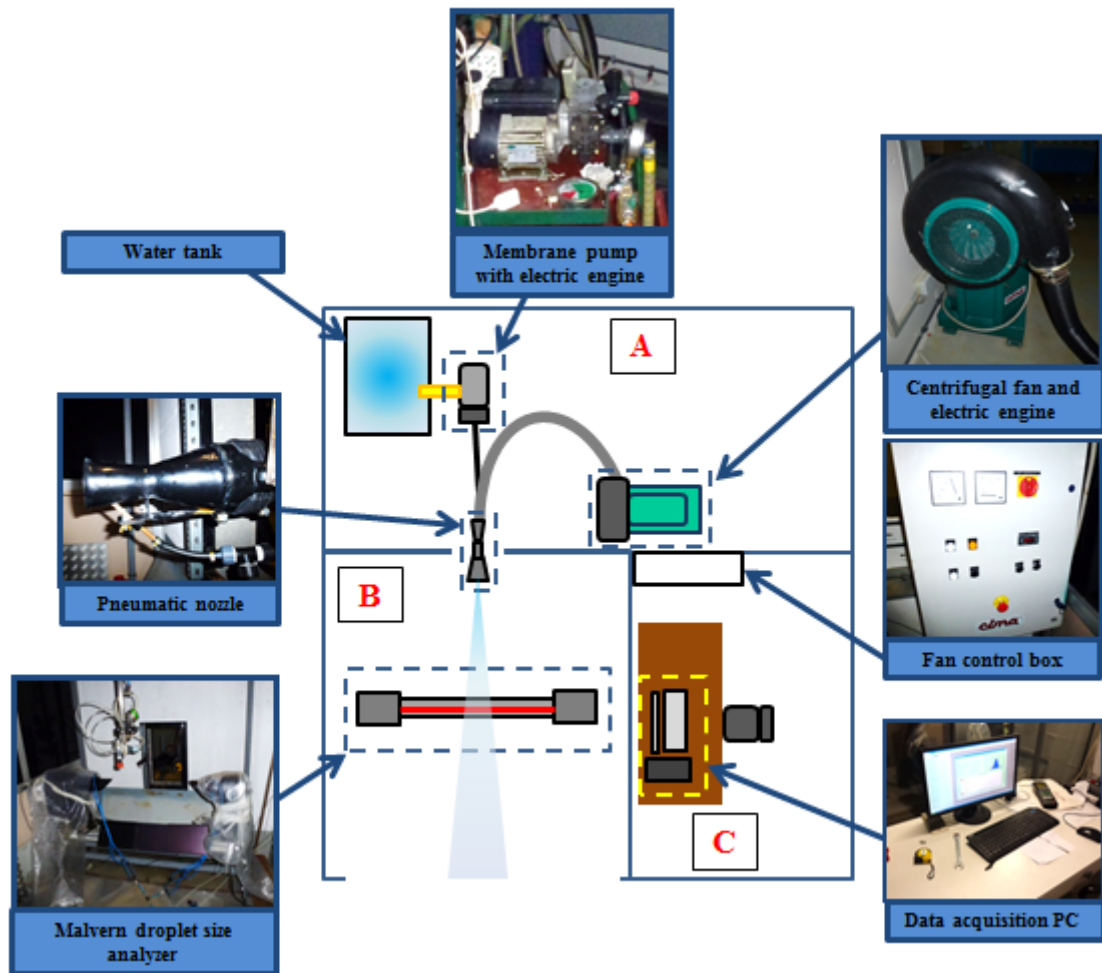 Membrane pump
with electric engine
Water tank
A
Centrifugal fan and
electric engine
Pneumatic nozzle
B
cima
Fan control box
C
Malvern droplet size
analyzer
Data acquisition PC